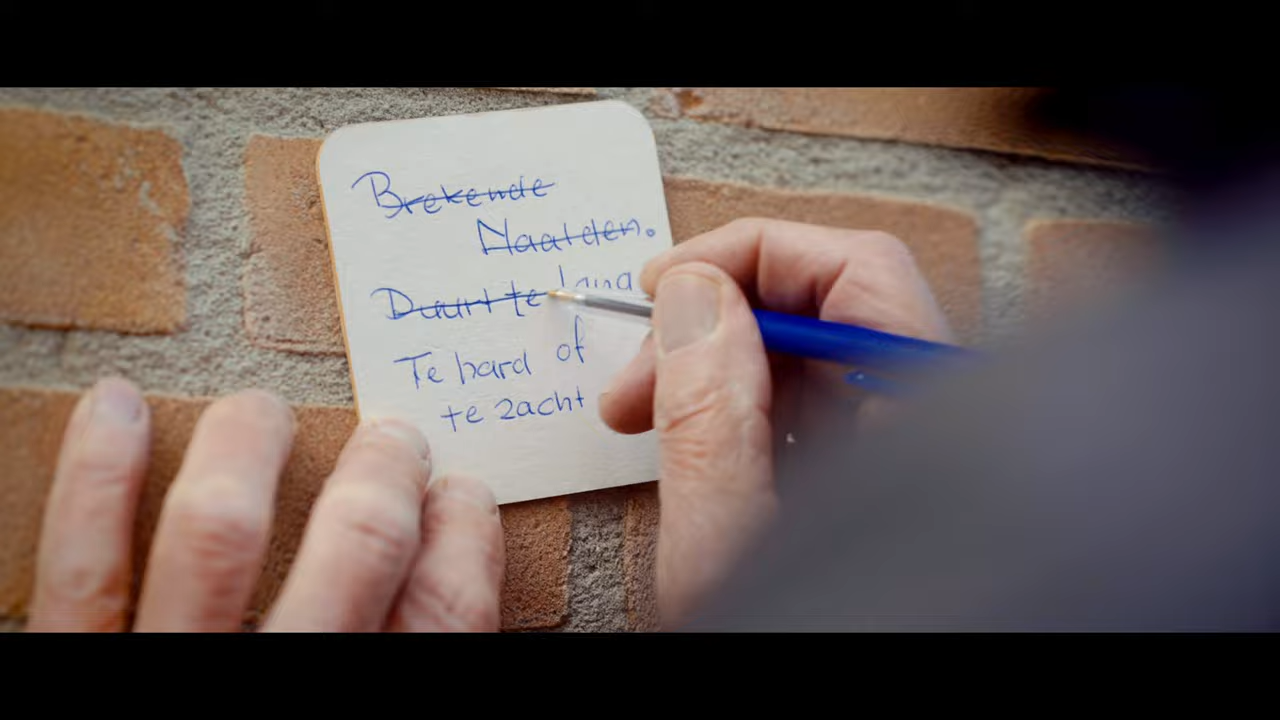 Brekende
Naalden.
Duurt te lang
Te hard of
te zacht